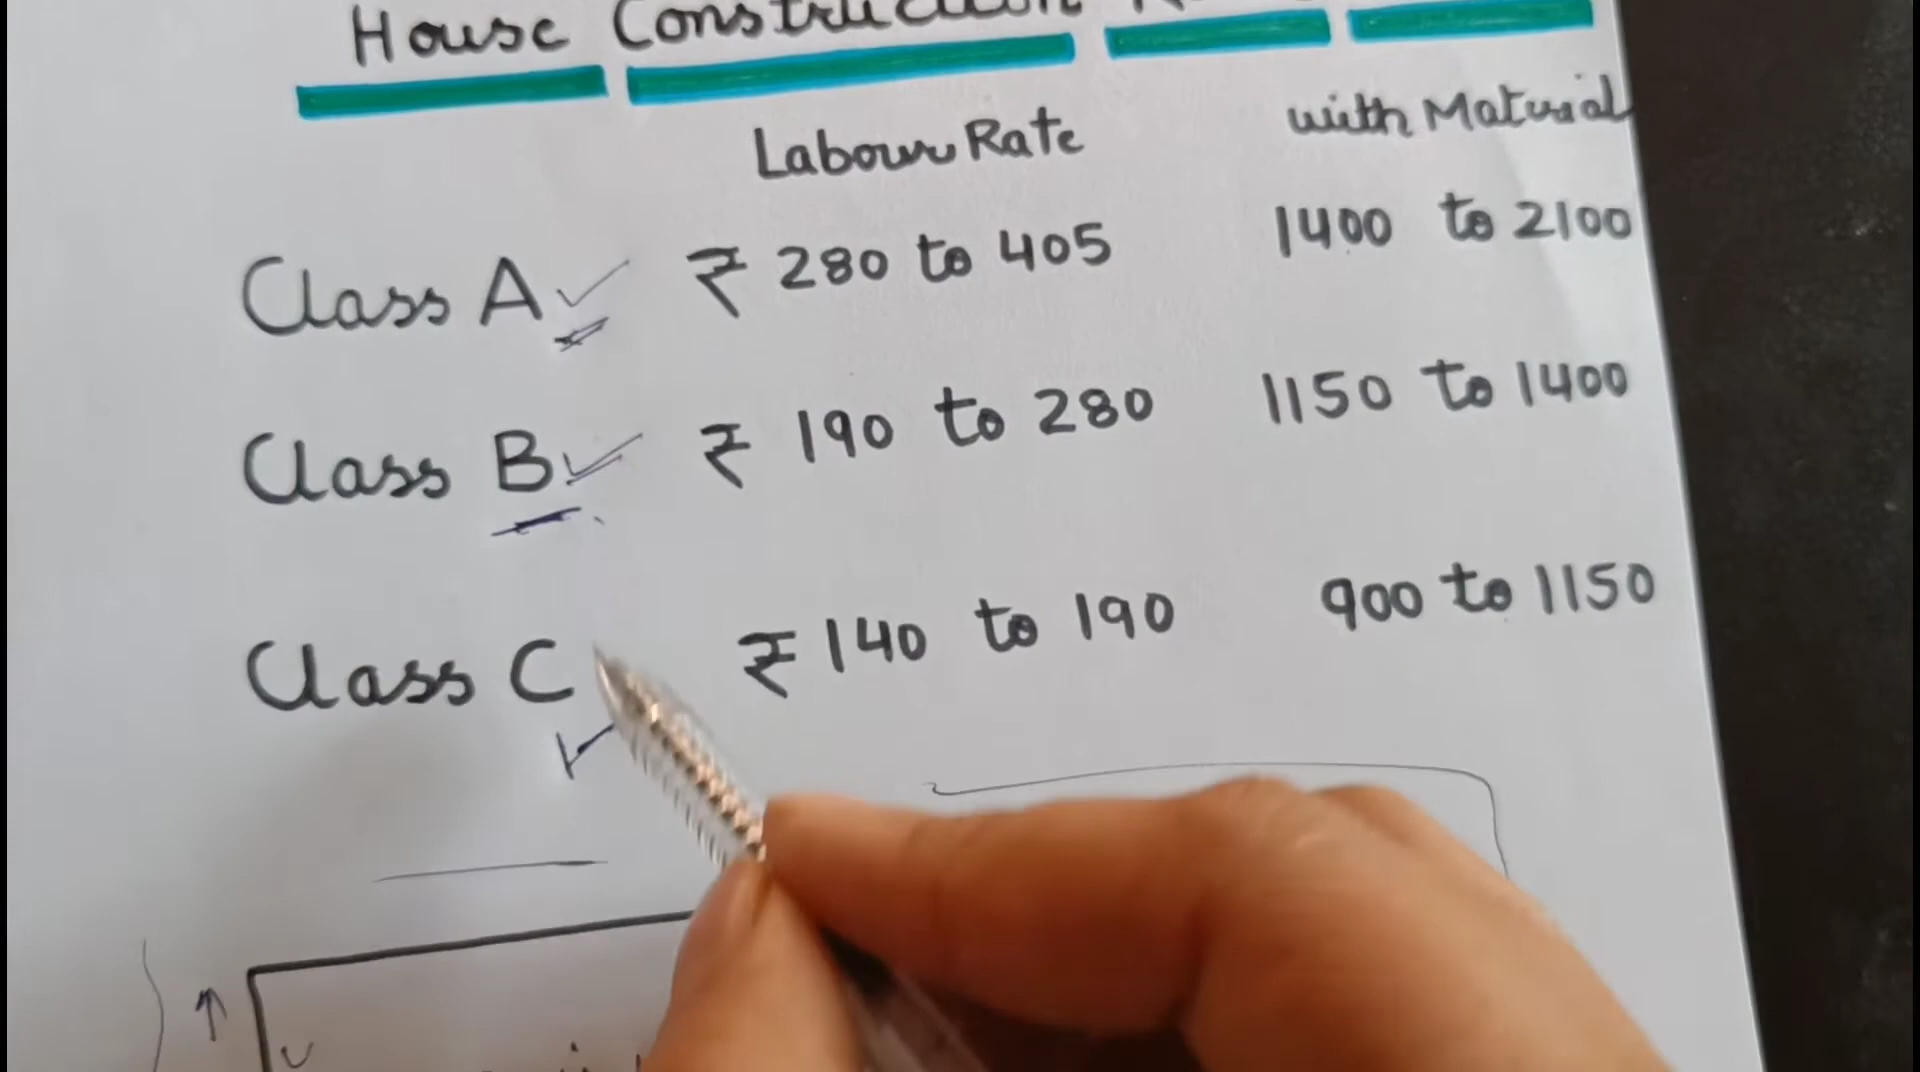 House Construction
Labour Rate with Material
Class A ₹ 280 to 405 1400 to 2100
Class B ₹ 190 to 280 1150 to 1400
Class C ₹ 140 to 190 900 to 1150